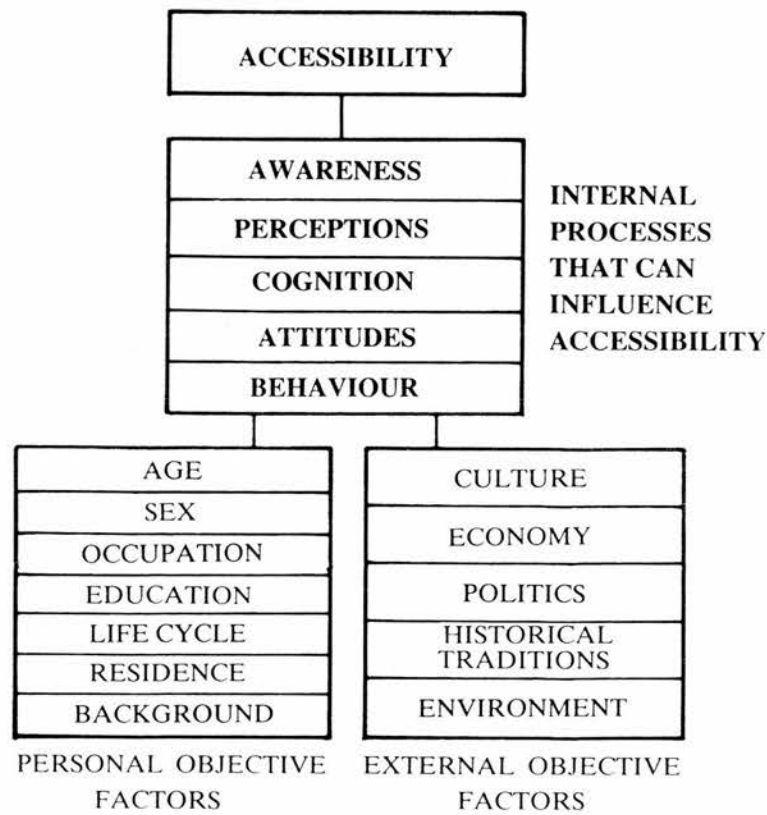 ACCESSIBILITY
AWARENESS
PERCEPTIONS
COGNITION
ATTITUDES
BEHAVIOUR
INTERNAL
PROCESSES
THAT CAN
INFLUENCE
ACCESSIBILITY
AGE
SEX
OCCUPATION
EDUCATION
LIFE CYCLE
RESIDENCE
BACKGROUND
PERSONAL OBJECTIVE
FACTORS
CULTURE
ECONOMY
POLITICS
HISTORICAL
TRADITIONS
ENVIRONMENT
EXTERNAL OBJECTIVE
FACTORS